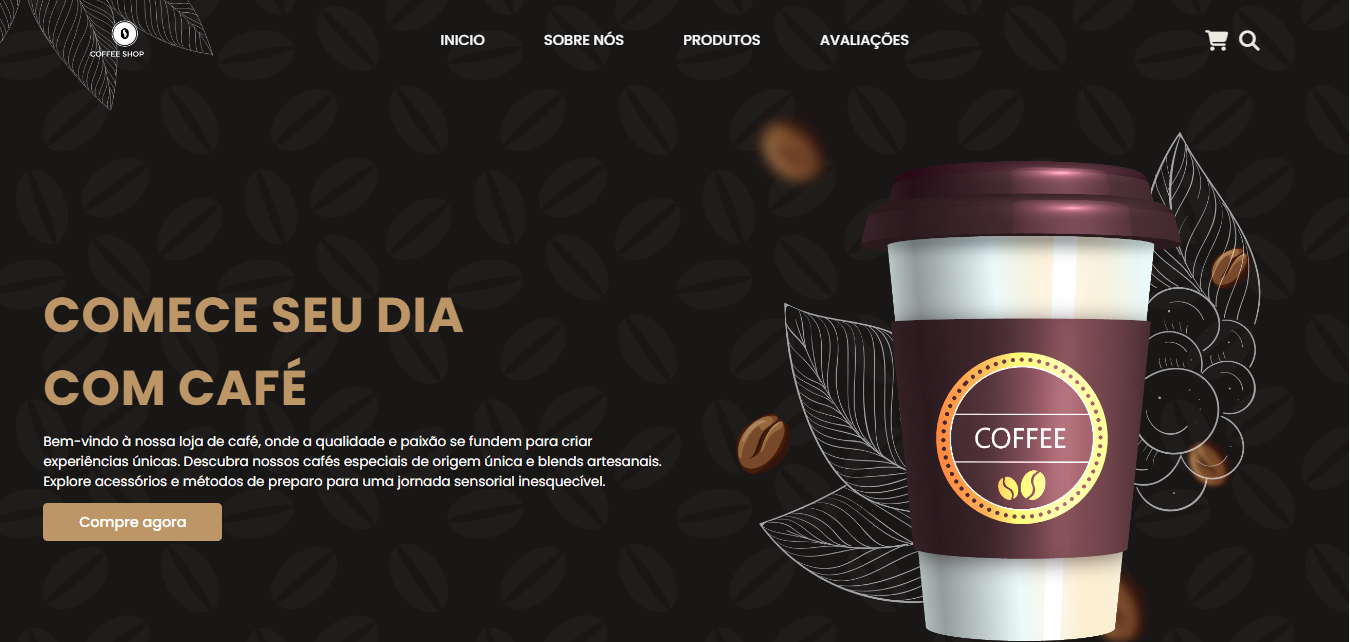 COFFEE SHOP
INICIO
SOBRE NÓS
PRODUTOS
AVALIAÇÕES
COMECE SEU DIA
COM CAFÉ
Bem-vindo à nossa loja de café, onde a qualidade e paixão se fundem para criar
experiências únicas. Descubra nossos cafés especiais de origem única e blends artesanais.
Explore acessórios e métodos de preparo para uma jornada sensorial inesquecível.
Compre agora
COFFEE